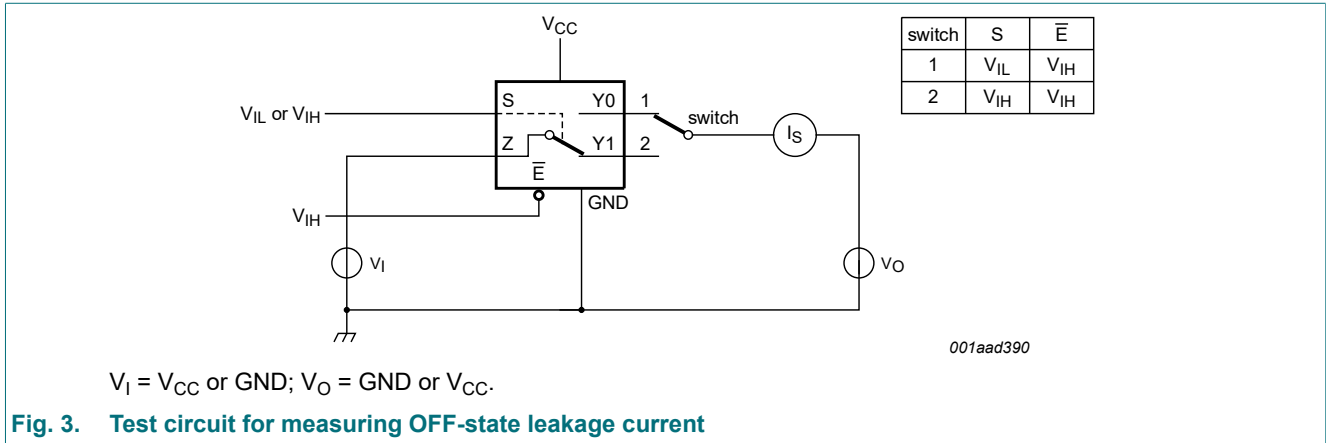 VCC
switch S E̅
1 VIL VIH
2 VIH VIH
VIL or VIH
S Y0 1
switch
IS
Z Y1 2
E̅
GND
VIH
VI
VO
001aad390
VI = VCC or GND; VO = GND or VCC.
Fig. 3. Test circuit for measuring OFF-state leakage current